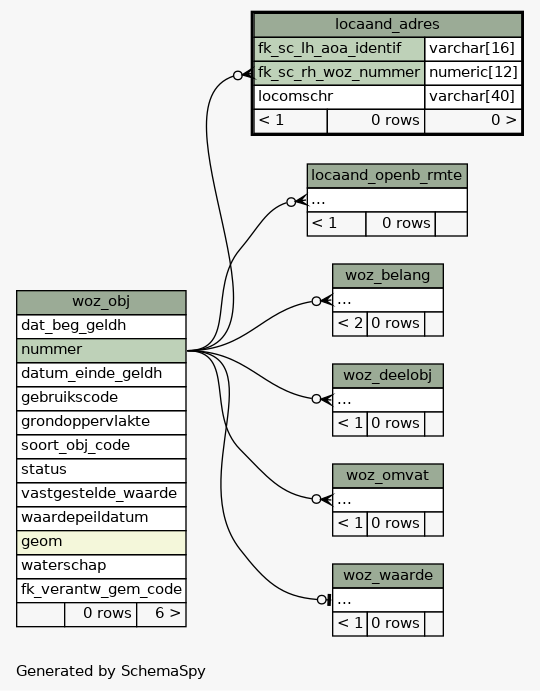 locaand_adres
fk_sc_lh_aoa_identif varchar[16]
fk_sc_rh_woz_nummer numeric[12]
locomschr varchar[40]
< 1 0 rows 0 >
locaand_openb_rmte
...
< 1 0 rows
woz_belang
...
< 2 0 rows
woz_obj
dat_beg_geldh
nummer
datum_einde_geldh
gebruikscode
grondoppervlakte
soort_obj_code
status
vastgestelde_waarde
waardepeildatum
geom
waterschap
fk_verantw_gem_code
0 rows 6 >
woz_deelobj
...
< 1 0 rows
woz_omvat
...
< 1 0 rows
woz_waarde
...
< 1 0 rows
Generated by SchemaSpy